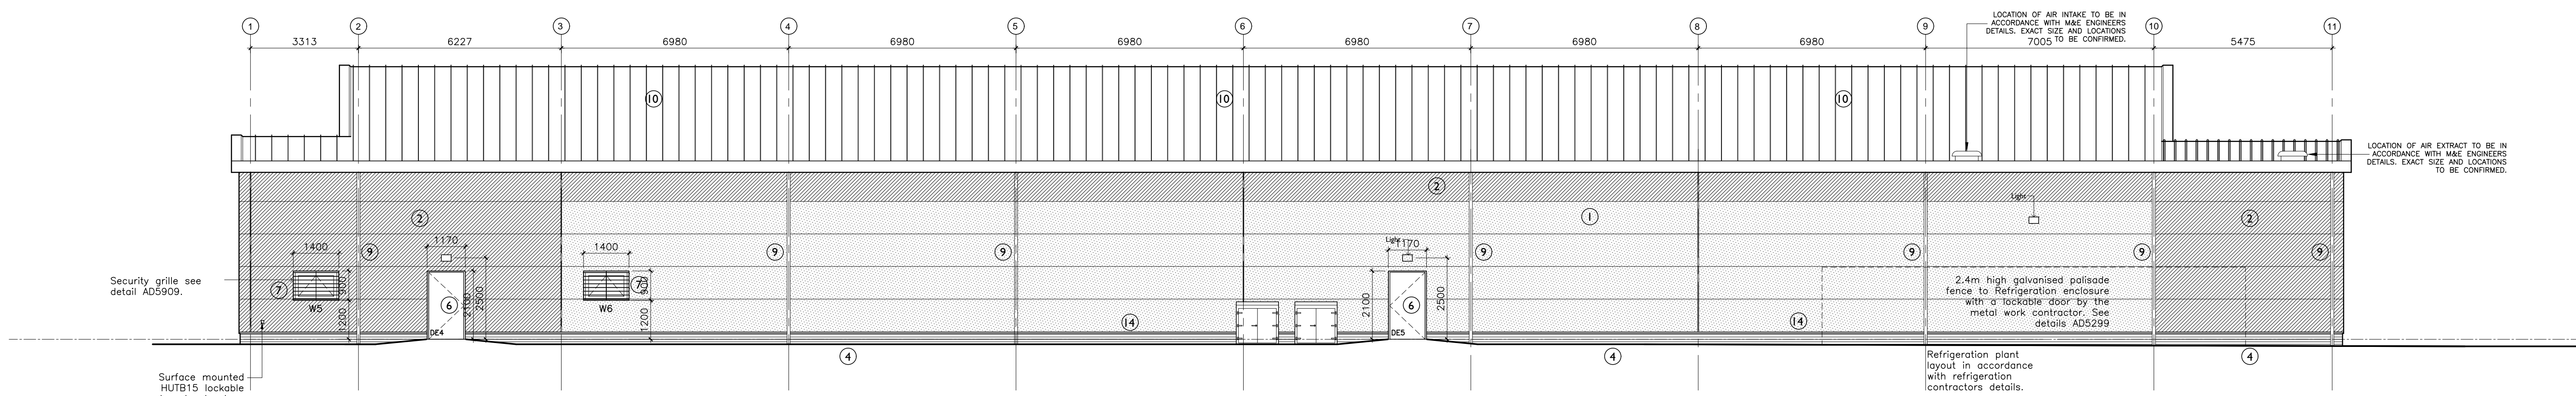 1
2
3
4
5
6
7
8
9
10
11
LOCATION OF AIR INTAKE TO BE IN
ACCORDANCE WITH M&E ENGINEERS
DETAILS. EXACT SIZE AND LOCATIONS
TO BE CONFIRMED.
3313
6227
6980
6980
6980
6980
6980
6980
7005
5475
10
10
10
LOCATION OF AIR EXTRACT TO BE IN
ACCORDANCE WITH M&E ENGINEERS
DETAILS. EXACT SIZE AND LOCATIONS
TO BE CONFIRMED.
2
2
1
2
Light
Light
1400
9
1170
1400
9
9
1170
9
9
9
9
Security grille see
detail AD5909.
7
W5
900
1200
6
2100
2500
DE4
7
W6
900
1200
14
2100
6
2500
DE5
14
2.4m high galvanised palisade
fence to Refrigeration enclosure
with a lockable door by the
metal work contractor. See
details AD5299
4
4
4
Refrigeration plant
layout in accordance
with refrigeration
contractors details.
Surface mounted
HUTB15 lockable